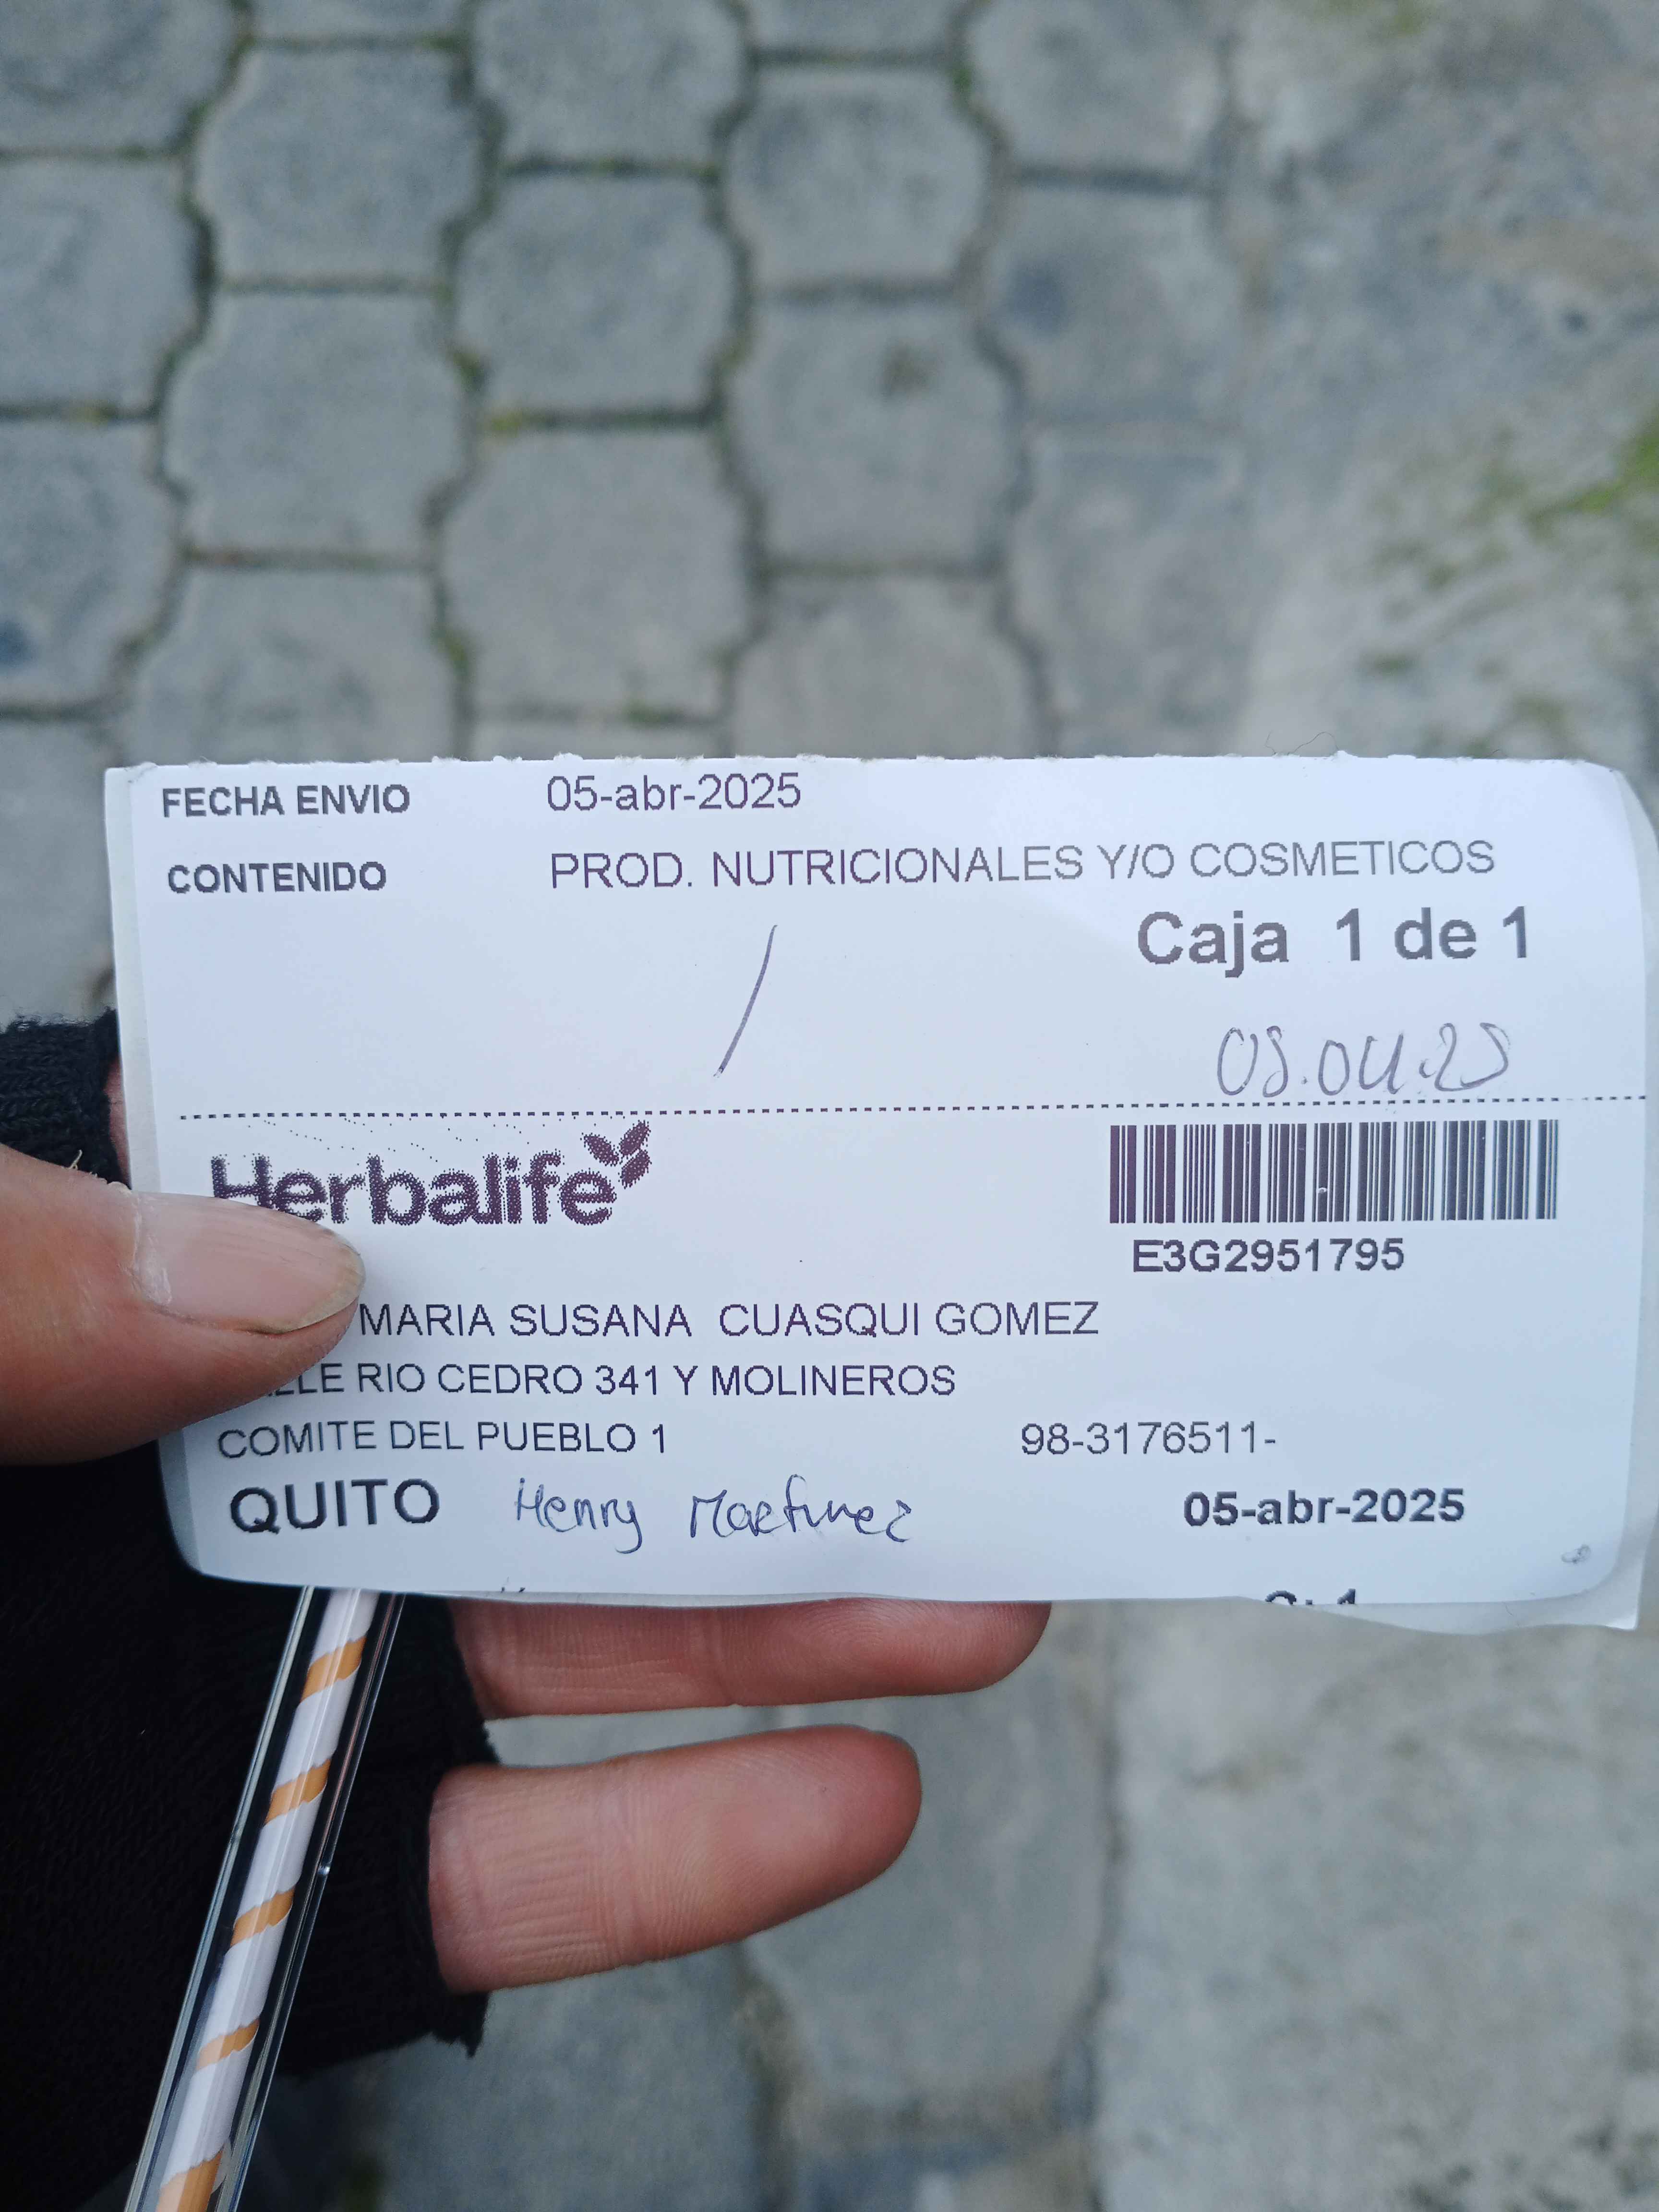 FECHA ENVIO 05-abr-2025
CONTENIDO PROD. NUTRICIONALES Y/O COSMETICOS
Caja 1 de 1
08.04.25
Herbalife
E3G2951795
MARIA SUSANA CUASQUI GOMEZ
RIO CEDRO 341 Y MOLINEROS
COMITE DEL PUEBLO 1 98-3176511-
QUITO Henry Martinez 05-abr-2025